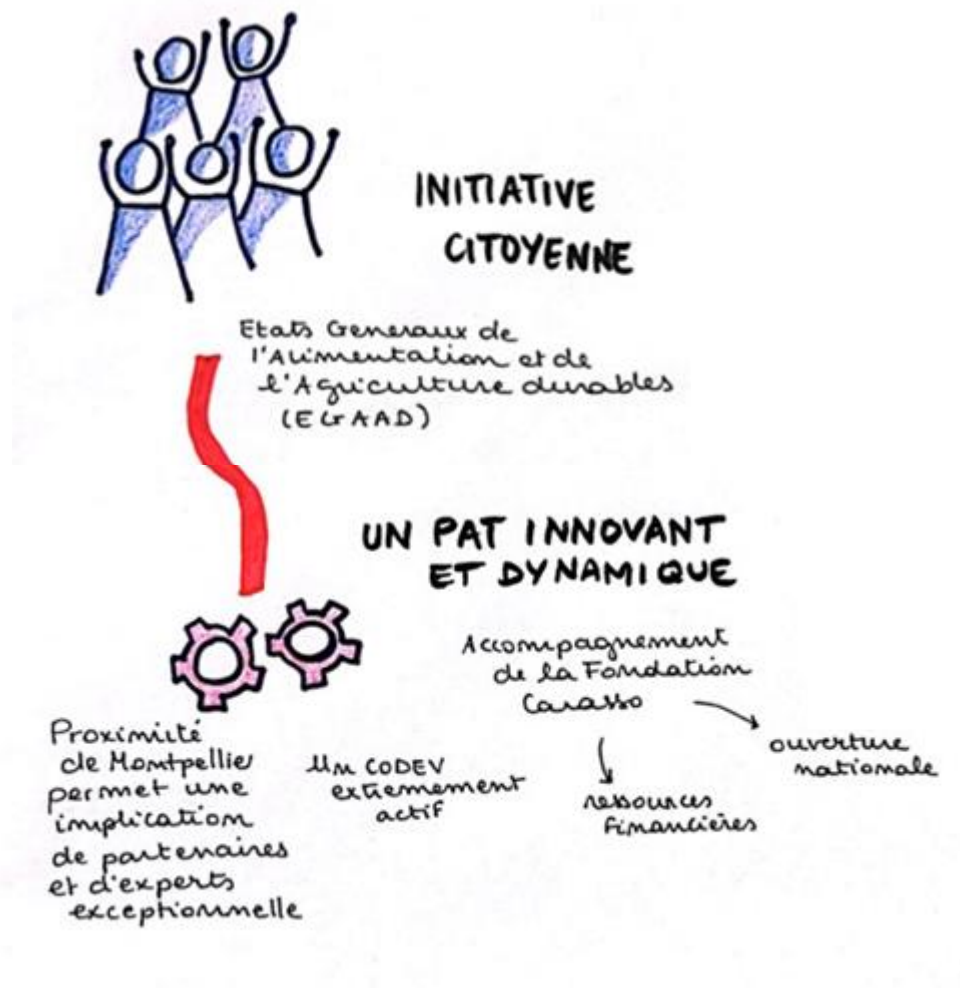 INITIATIVE
CITOYENNE
Etats Generaux de
l'Alimentation et de
l'Agriculture durables
(EGAAD)
UN PAT INNOVANT
ET DYNAMIQUE
Accompagnement
de la Fondation
Carasso
ouverture
nationale
ressources
financières
Proximité
de Montpellier
permet une
implication
de partenaires
et d'experts
exceptionnelle
Un CODEV
extremement
actif